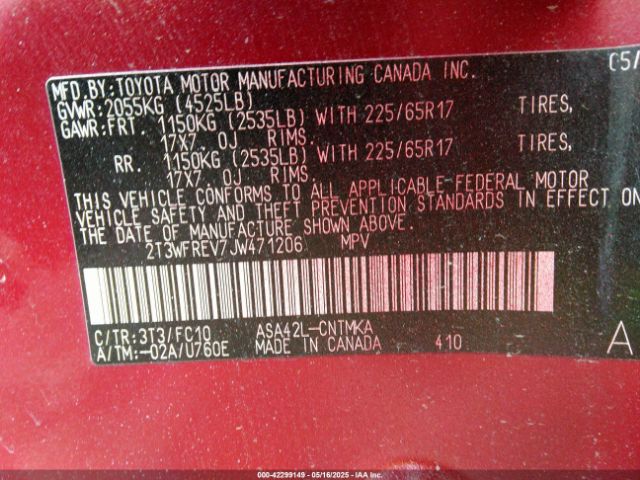 MFD.BY:TOYOTA MOTOR MANUFACTURING CANADA INC. (5/
GVWR:2055KG (4525LB)
GAWR:FRT. 1150KG (2535LB) WITH 225/65R17 TIRES,
17X7. OJ RIMS.
RR. 1150KG (2535LB) WITH 225/65R17 TIRES,
17X7. OJ RIMS.
THIS VEHICLE CONFORMS TO ALL APPLICABLE FEDERAL MOTOR
VEHICLE SAFETY AND THEFT PREVENTION STANDARDS IN EFFECT ON
THE DATE OF MANUFACTURE SHOWN ABOVE.
2T3WFREV7JW471206 MPV
C/TR:3T3/FC10 ASA42L-CNTMKA A
A/TM:-02A/U760E MADE IN CANADA 410
000-42299149 - 05/16/2025 - IAA